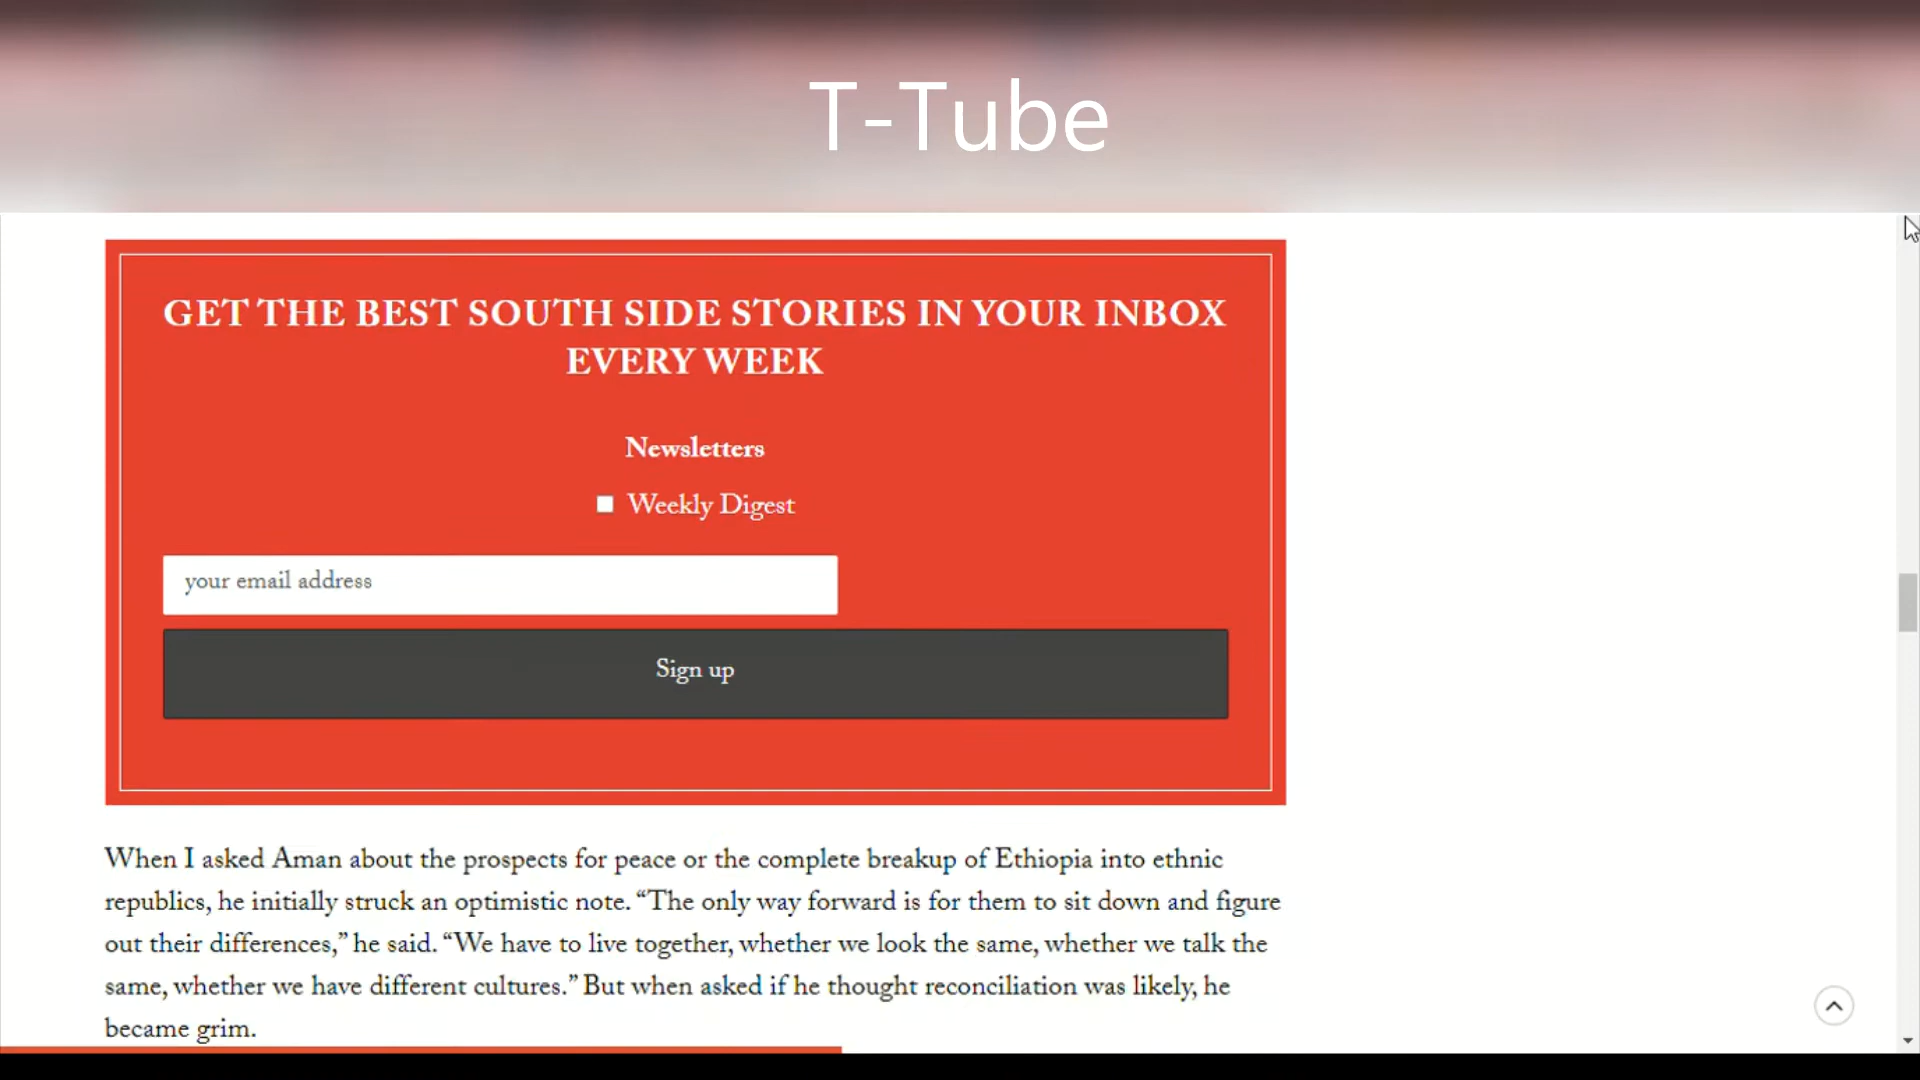 T-Tube
GET THE BEST SOUTH SIDE STORIES IN YOUR INBOX
EVERY WEEK
Newsletters
Weekly Digest
your email address
Sign up
When I asked Aman about the prospects for peace or the complete breakup of Ethiopia into ethnic
republics, he initially struck an optimistic note. “The only way forward is for them to sit down and figure
out their differences,” he said. “We have to live together, whether we look the same, whether we talk the
same, whether we have different cultures.” But when asked if he thought reconciliation was likely, he
became grim.